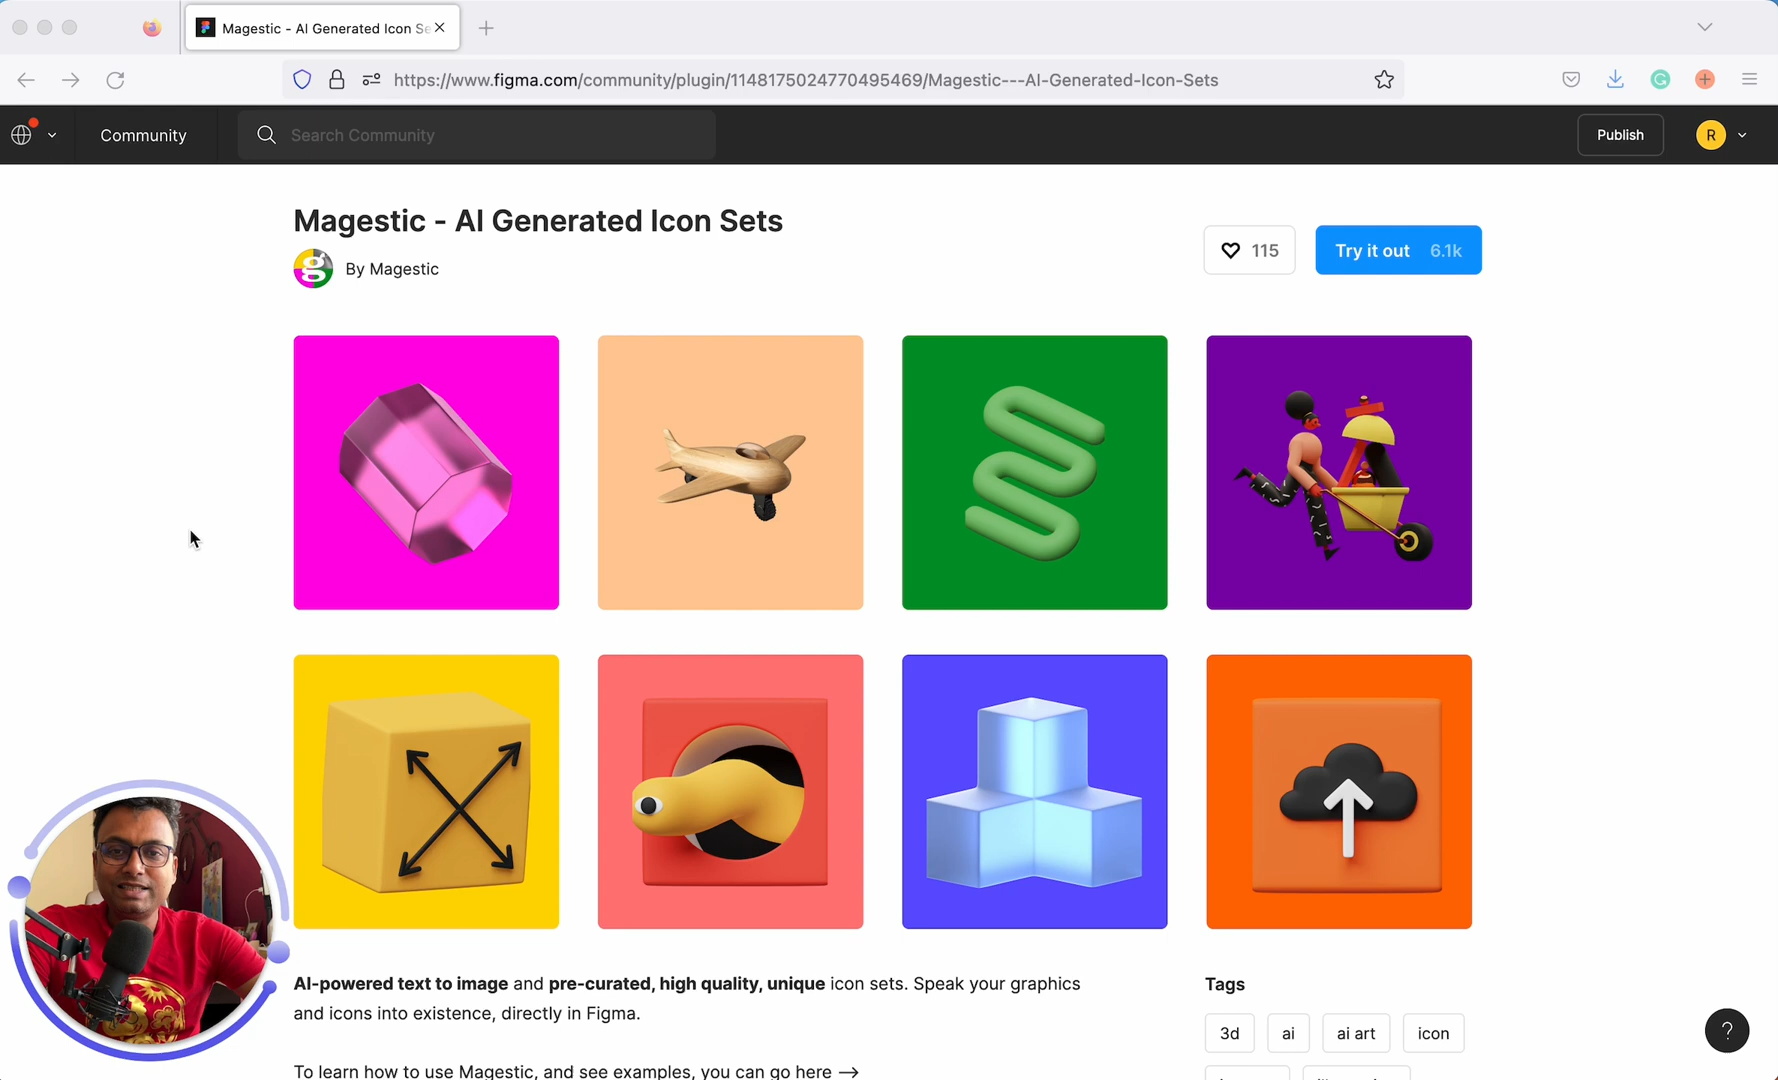 Magestic - AI Generated Icon Se
https://www.figma.com/community/plugin/1148175024770495469/Magestic---AI-Generated-Icon-Sets
Community
Search Community
Publish
R
Magestic - AI Generated Icon Sets
By Magestic
115
Try it out 6.1k
AI-powered text to image and pre-curated, high quality, unique icon sets. Speak your graphics
and icons into existence, directly in Figma.
To learn how to use Magestic, and see examples, you can go here →
Tags
3d
ai
ai art
icon
?